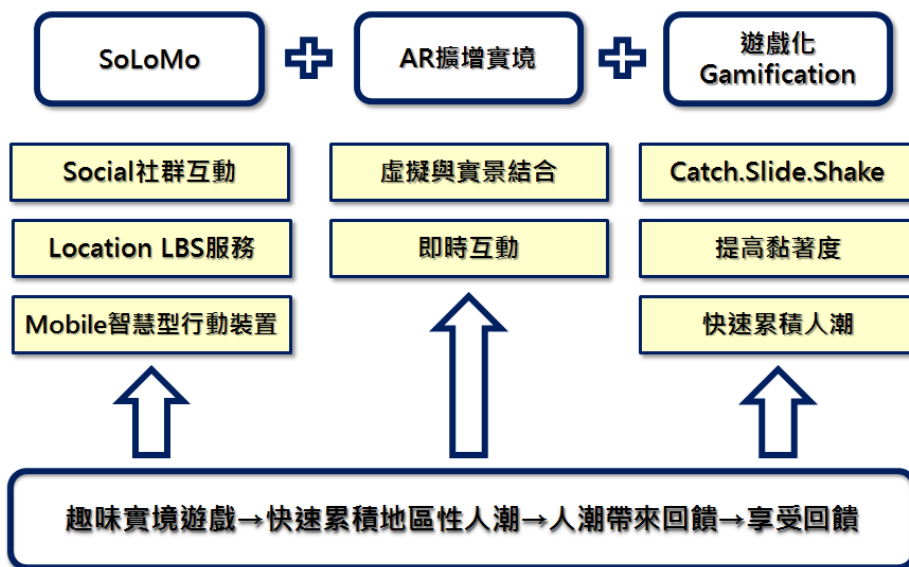 SoLoMo
AR擴增實境
遊戲化
Gamification
Social社群互動
Location LBS服務
Mobile智慧型行動裝置
虛擬與實景結合
即時互動
Catch.Slide.Shake
提高黏著度
快速累積人潮
趣味實境遊戲→快速累積地區性人潮→人潮帶來回饋→享受回饋